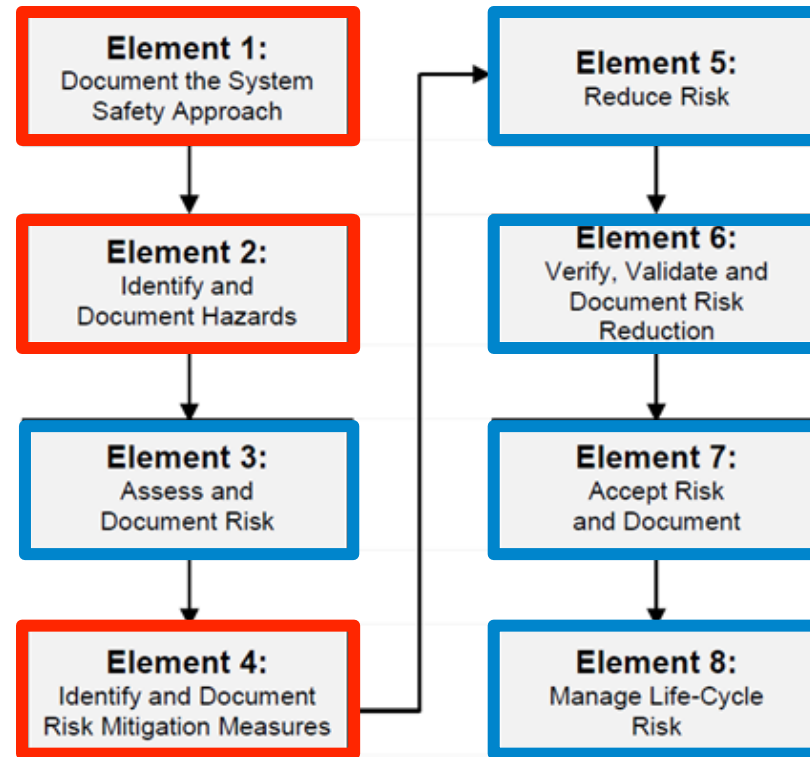 Element 1:
Document the System
Safety Approach
Element 2:
Identify and
Document Hazards
Element 3:
Assess and
Document Risk
Element 4:
Identify and Document
Risk Mitigation Measures
Element 5:
Reduce Risk
Element 6:
Verify, Validate and
Document Risk
Reduction
Element 7:
Accept Risk
and Document
Element 8:
Manage Life-Cycle
Risk